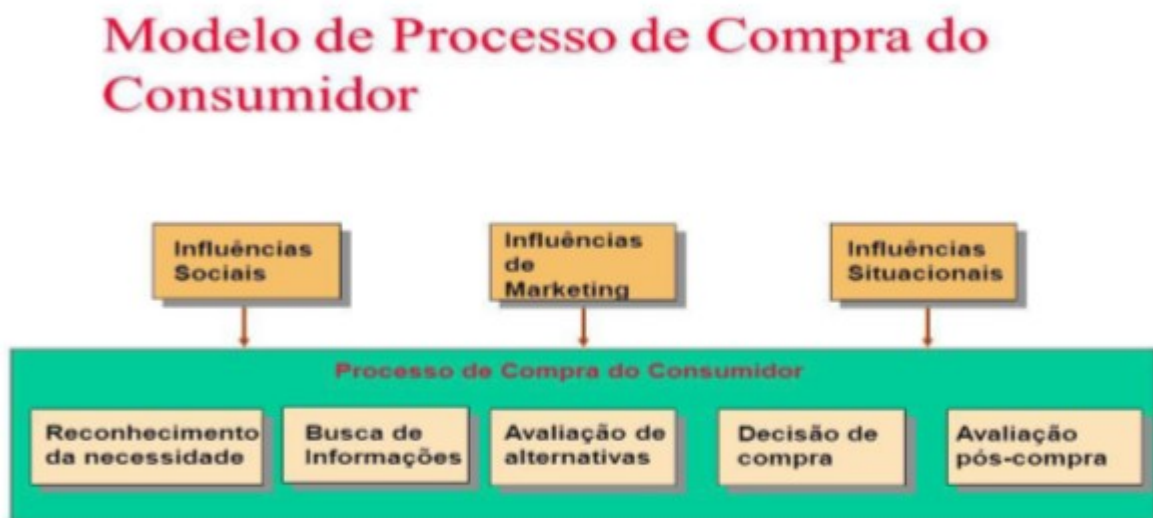 Modelo de Processo de Compra do
Consumidor
Influências
Sociais
Influências
de
Marketing
Influências
Situacionais
Processo de Compra do Consumidor
Reconhecimento
da necessidade
Busca de
Informações
Avaliação de
alternativas
Decisão de
compra
Avaliação
pós-compra